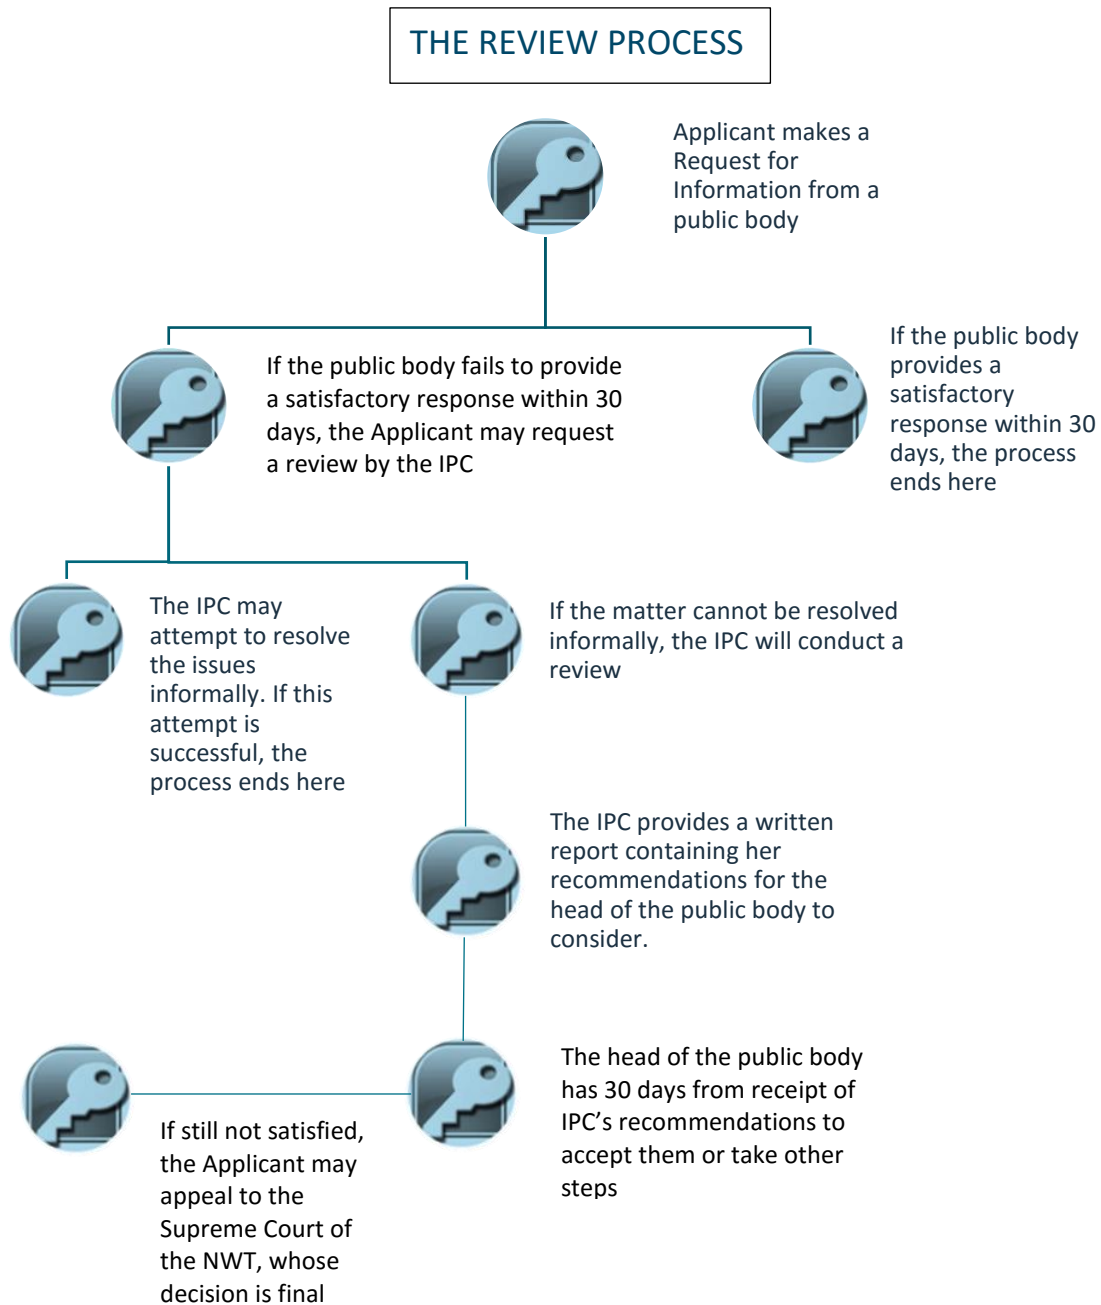 THE REVIEW PROCESS
Applicant makes a
Request for
Information from a
public body
If the public body fails to provide
a satisfactory response within 30
days, the Applicant may request
a review by the IPC
If the public body
provides a
satisfactory
response within 30
days, the process
ends here
The IPC may
attempt to resolve
the issues
informally. If this
attempt is
successful, the
process ends here
If the matter cannot be resolved
informally, the IPC will conduct a
review
The IPC provides a written
report containing her
recommendations for the
head of the public body to
consider.
The head of the public body
has 30 days from receipt of
IPC’s recommendations to
accept them or take other
steps
If still not satisfied,
the Applicant may
appeal to the
Supreme Court of
the NWT, whose
decision is final